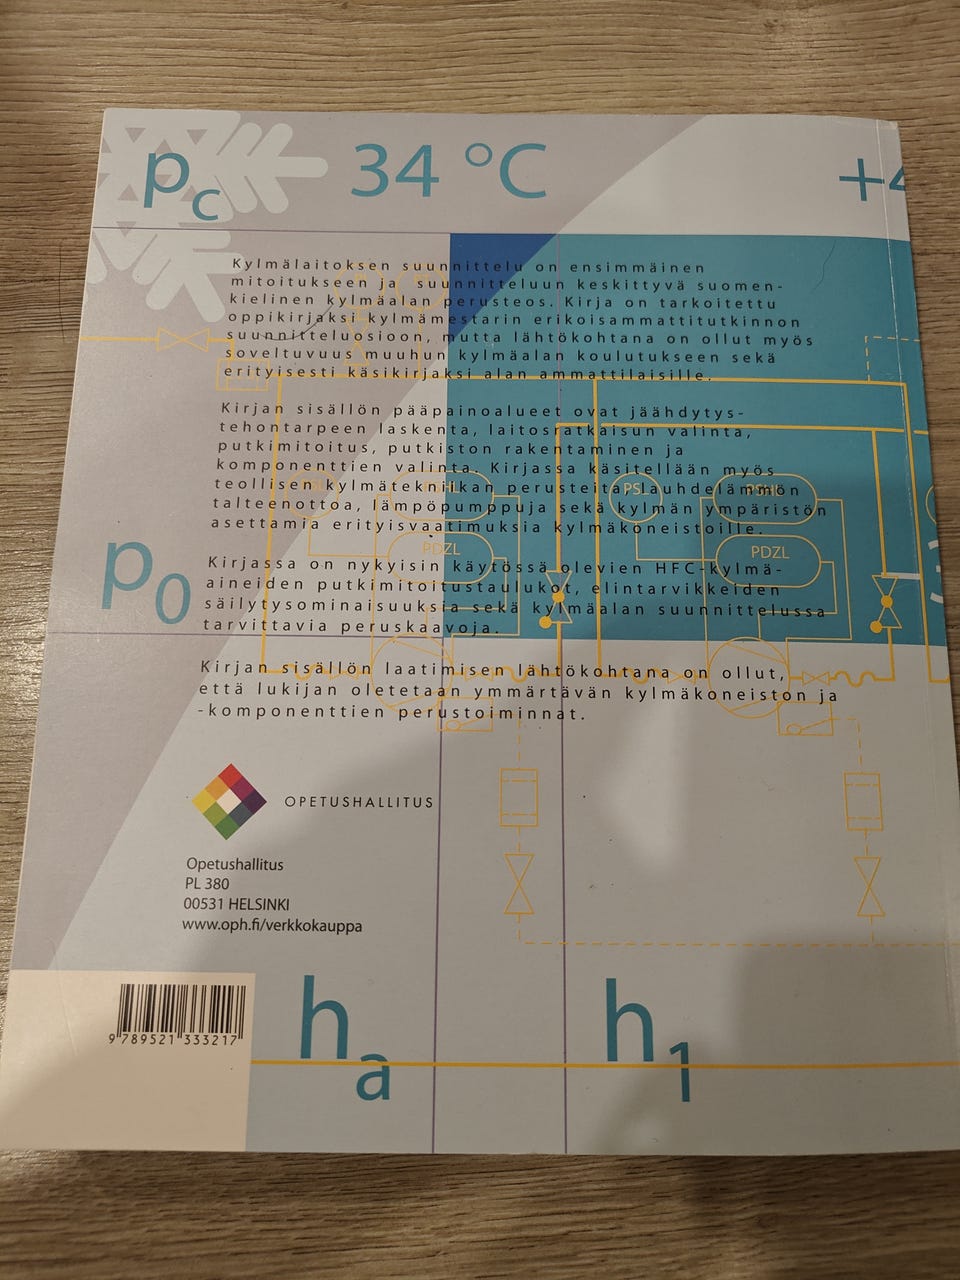 pc 34 °C +4
Kylmälaitoksen suunnittelu on ensimmäinen
mitoitukseen ja suunnitteluun keskittyvä suomen-
kielinen kylmäalan perusteos. Kirja on tarkoitettu
oppikirjaksi kylmämestarin erikoisammattitutkinnon
suunnitteluosioon, mutta lähtökohtana on ollut myös
soveltuvuus muuhun kylmäalan koulutukseen sekä
erityisesti käsikirjaksi alan ammattilaisille.
Kirjan sisällön pääpainoalueet ovat jäähdytys-
tehontarpeen laskenta, laitosratkaisun valinta,
putkimitoitus, putkiston rakentaminen ja
komponenttien valinta. Kirjassa käsitellään myös
teollisen kylmätekniikan perusteita, lauhdelämmön
talteenottoa, lämpöpumppuja sekä kylmän ympäristön
asettamia erityisvaatimuksia kylmäkoneistoille.
PSL
PDZL PDZL
p0
Kirjassa on nykyisin käytössä olevien HFC-kylmä-
aineiden putkimitoitustaulukot, elintarvikkeiden
säilytysominaisuuksia sekä kylmäalan suunnittelussa
tarvittavia peruskaavoja.
Kirjan sisällön laatimisen lähtökohtana on ollut,
että lukijan oletetaan ymmärtävän kylmäkoneiston ja
-komponenttien perustoiminnat.
OPETUSHALLITUS
Opetushallitus
PL 380
00531 HELSINKI
www.oph.fi/verkkokauppa
9 789521 333217
ha h1